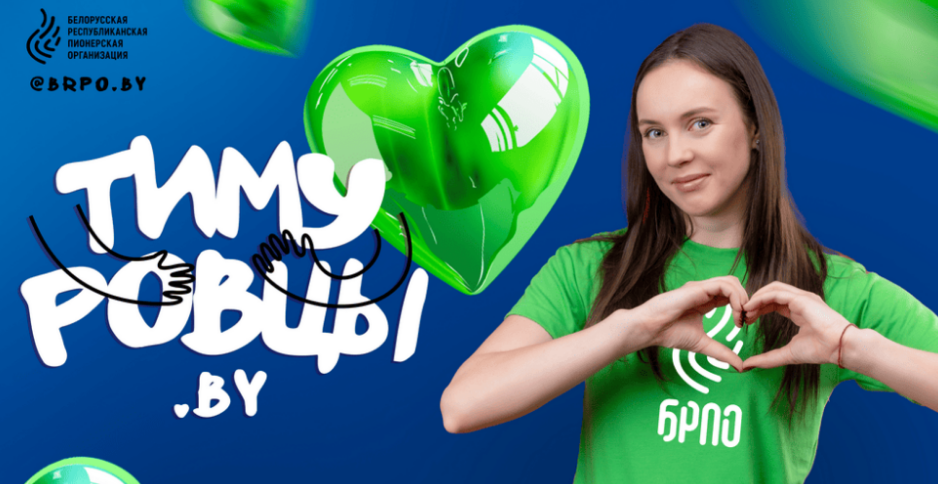 БЕЛОРУССКАЯ
РЕСПУБЛИКАНСКАЯ
ПИОНЕРСКАЯ
ОРГАНИЗАЦИЯ
@BRPO.BY
ТИМУ
РОВЦЫ
.BY
БРПО